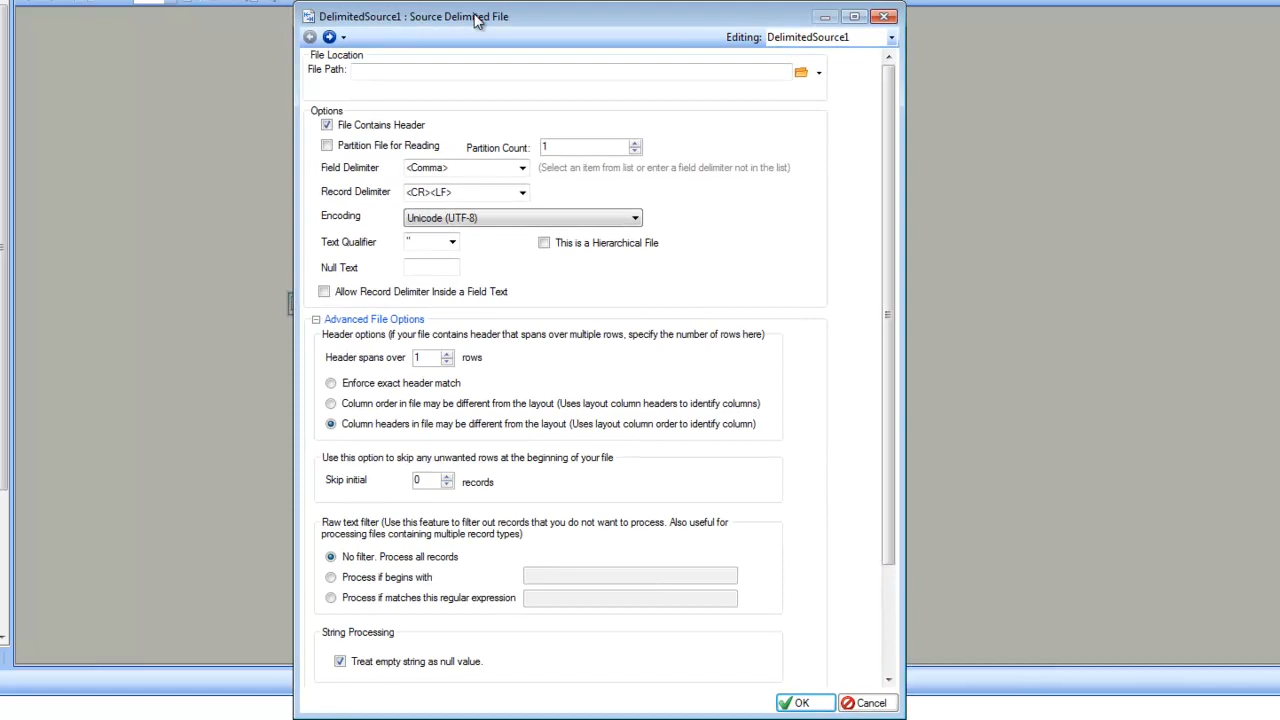 DelimitedSource1 : Source Delimited File
Editing: DelimitedSource1
File Location
File Path:
Options
File Contains Header
Partition File for Reading Partition Count: 1
Field Delimiter <Comma> (Select an item from list or enter a field delimiter not in the list)
Record Delimiter <CR><LF>
Encoding Unicode (UTF-8)
Text Qualifier " This is a Hierarchical File
Null Text
Allow Record Delimiter Inside a Field Text
Advanced File Options
Header options (if your file contains header that spans over multiple rows, specify the number of rows here)
Header spans over 1 rows
Enforce exact header match
Column order in file may be different from the layout (Uses layout column headers to identify columns)
Column headers in file may be different from the layout (Uses layout column order to identify column)
Use this option to skip any unwanted rows at the beginning of your file
Skip initial 0 records
Raw text filter (Use this feature to filter out records that you do not want to process. Also useful for
processing files containing multiple record types)
No filter. Process all records
Process if begins with
Process if matches this regular expression
String Processing
Treat empty string as null value.
OK Cancel